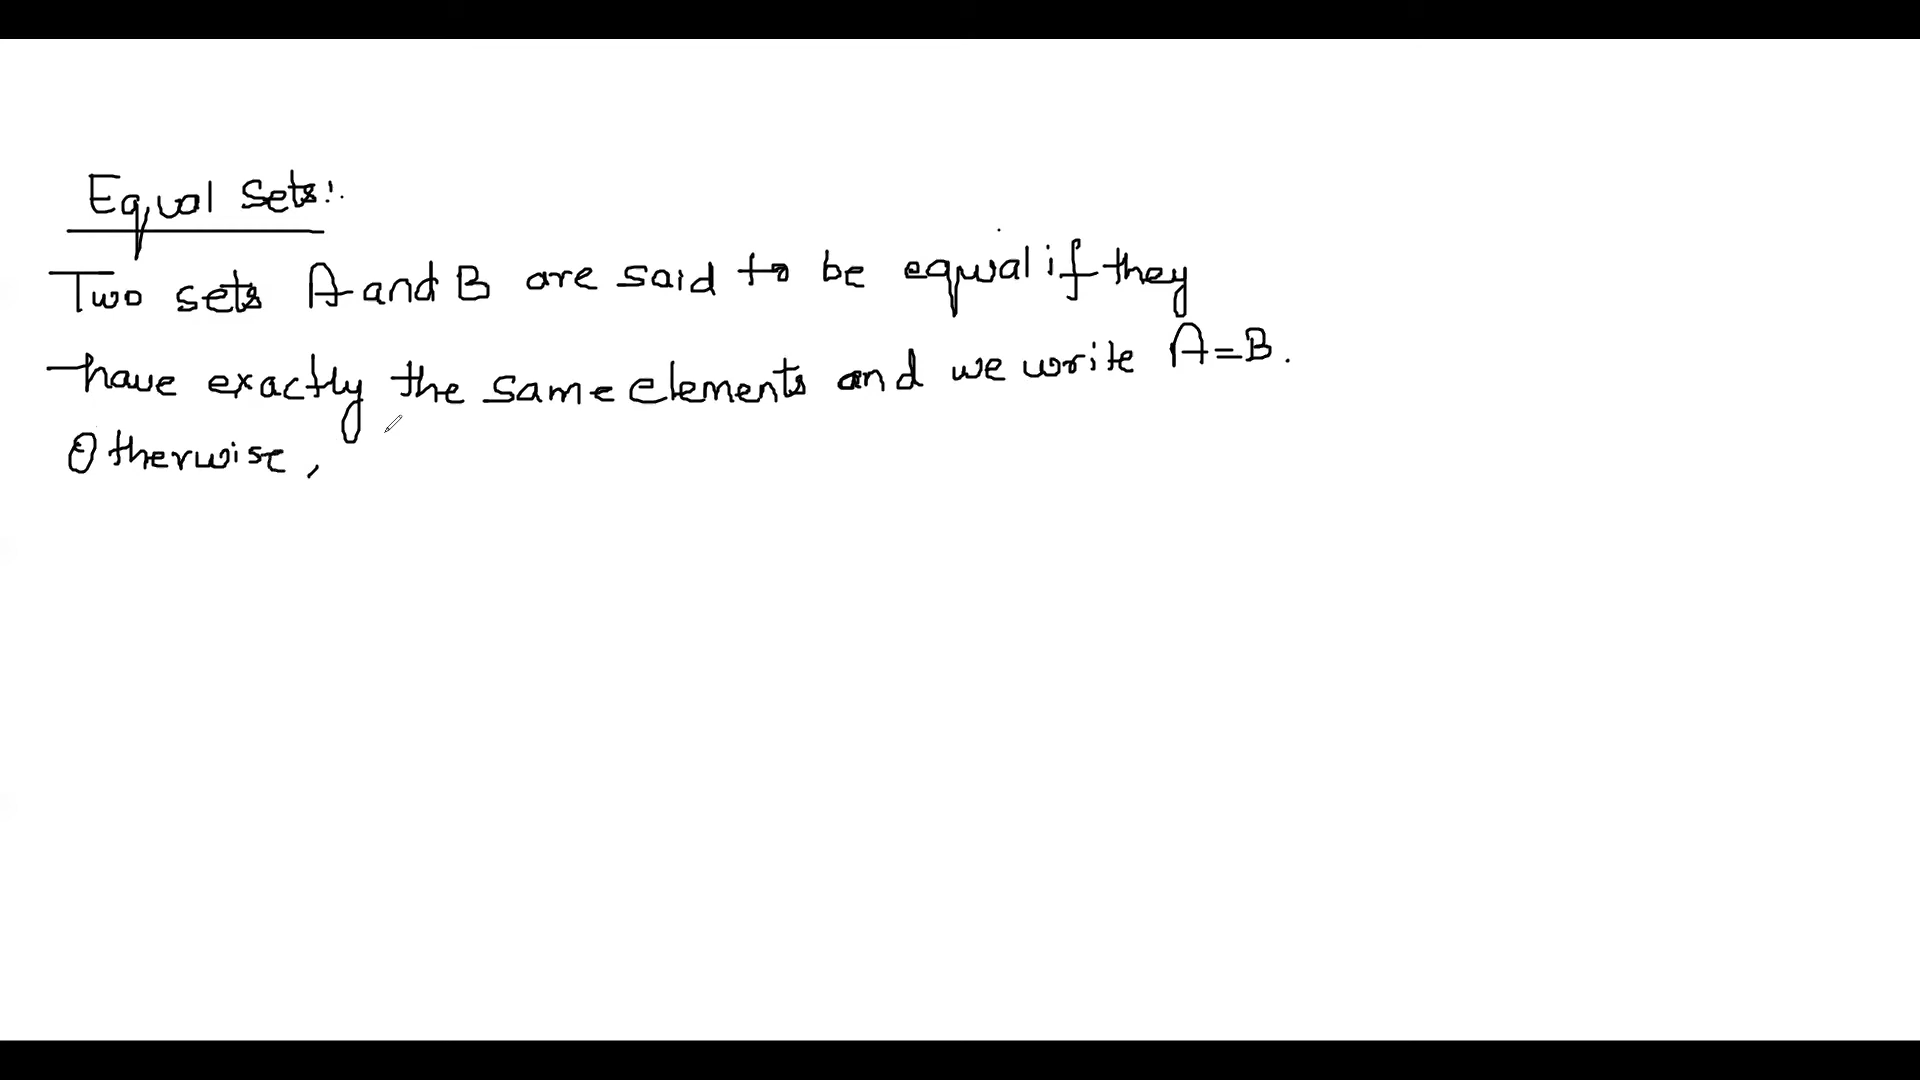 Equal Sets:
Two sets A and B are said to be equal if they
have exactly the same elements and we write A=B.
Otherwise,